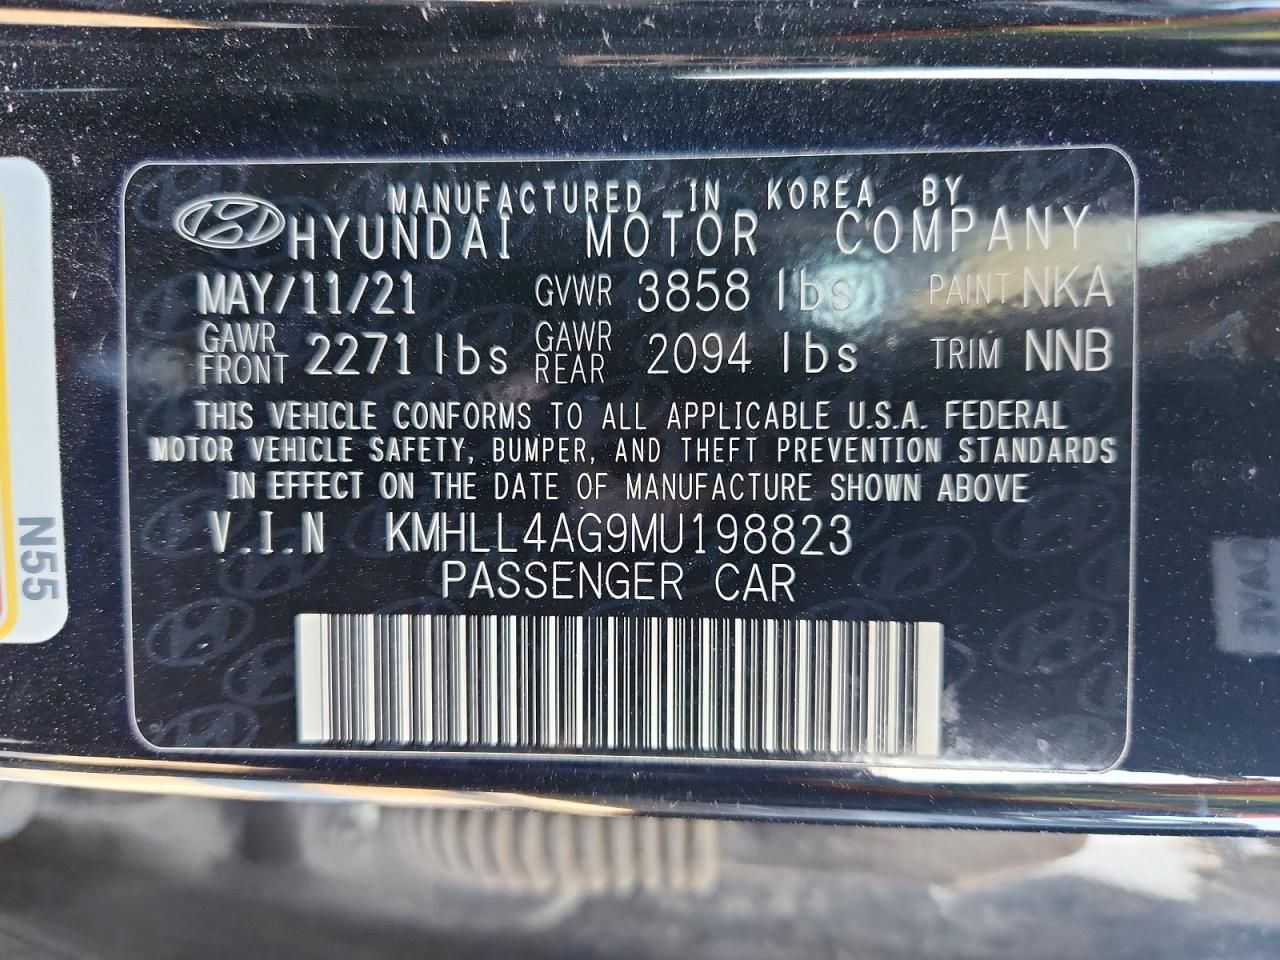 MANUFACTURED IN KOREA BY
HYUNDAI MOTOR COMPANY
MAY/11/21 GVWR 3858 lbs PAINT NKA
GAWR FRONT 2271 lbs GAWR REAR 2094 lbs TRIM NNB
THIS VEHICLE CONFORMS TO ALL APPLICABLE U.S.A. FEDERAL
MOTOR VEHICLE SAFETY, BUMPER, AND THEFT PREVENTION STANDARDS
IN EFFECT ON THE DATE OF MANUFACTURE SHOWN ABOVE
V.I.N KMHLL4AG9MU198823
PASSENGER CAR
N55